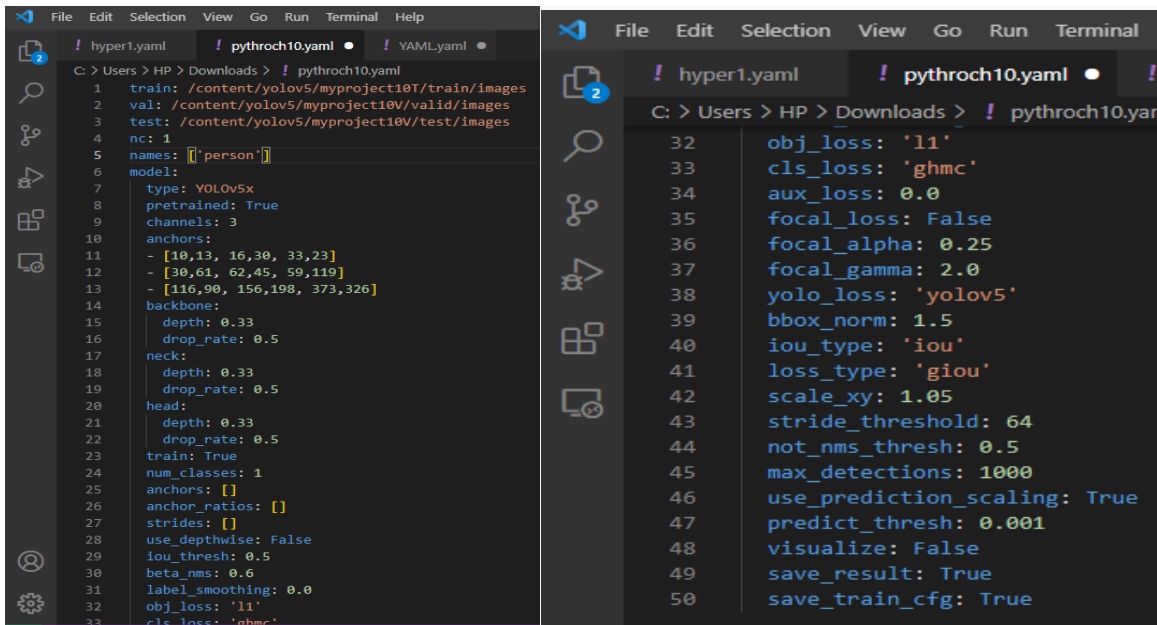 File Edit Selection View Go Run Terminal Help
! hyper1.yaml ! pythroch10.yaml ● ! YAML.yaml ●
C: > Users > HP > Downloads > ! pythroch10.yaml
1 train: /content/yolov5/myproject10T/train/images
2 val: /content/yolov5/myproject10V/valid/images
3 test: /content/yolov5/myproject10V/test/images
4 nc: 1
5 names: ['person']
6 model:
7 type: YOLOv5x
8 pretrained: True
9 channels: 3
10 anchors:
11 - [10,13, 16,30, 33,23]
12 - [30,61, 62,45, 59,119]
13 - [116,90, 156,198, 373,326]
14 backbone:
15 depth: 0.33
16 drop_rate: 0.5
17 neck:
18 depth: 0.33
19 drop_rate: 0.5
20 head:
21 depth: 0.33
22 drop_rate: 0.5
23 train: True
24 num_classes: 1
25 anchors: []
26 anchor_ratios: []
27 strides: []
28 use_depthwise: False
29 iou_thresh: 0.5
30 beta_nms: 0.6
31 label_smoothing: 0.0
32 obj_loss: 'l1'
33 cls_loss: 'ghmc'
2
File Edit Selection View Go Run Terminal
! hyper1.yaml ! pythroch10.yaml ● !
C: > Users > HP > Downloads > ! pythroch10.yar
32 obj_loss: 'l1'
33 cls_loss: 'ghmc'
34 aux_loss: 0.0
35 focal_loss: False
36 focal_alpha: 0.25
37 focal_gamma: 2.0
38 yolo_loss: 'yolov5'
39 bbox_norm: 1.5
40 iou_type: 'iou'
41 loss_type: 'giou'
42 scale_xy: 1.05
43 stride_threshold: 64
44 not_nms_thresh: 0.5
45 max_detections: 1000
46 use_prediction_scaling: True
47 predict_thresh: 0.001
48 visualize: False
49 save_result: True
50 save_train_cfg: True
2